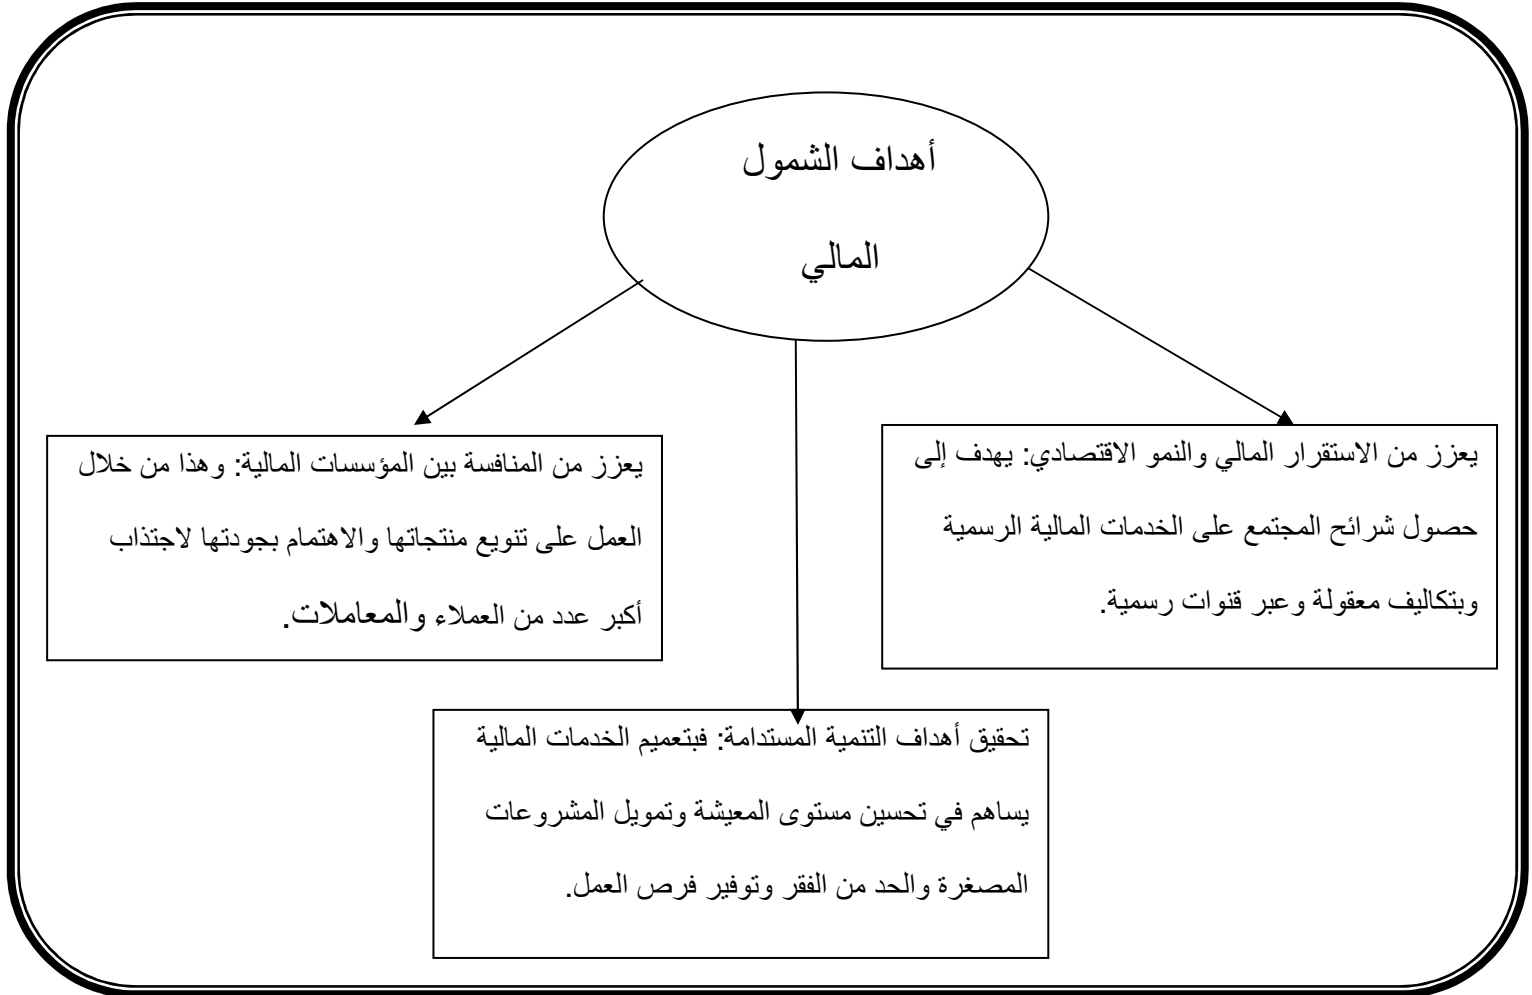 أهداف الشمول
المالي
يعزز من الاستقرار المالي والنمو الاقتصادي: يهدف إلى
حصول شرائح المجتمع على الخدمات المالية الرسمية
وبتكاليف معقولة وعبر قنوات رسمية.
يعزز من المنافسة بين المؤسسات المالية: وهذا من خلال
العمل على تنويع منتجاتها والاهتمام بجودتها لاجتذاب
أكبر عدد من العملاء والمعاملات.
تحقيق أهداف التنمية المستدامة: فبتعميم الخدمات المالية
يساهم في تحسين مستوى المعيشة وتمويل المشروعات
المصغرة والحد من الفقر وتوفير فرص العمل.